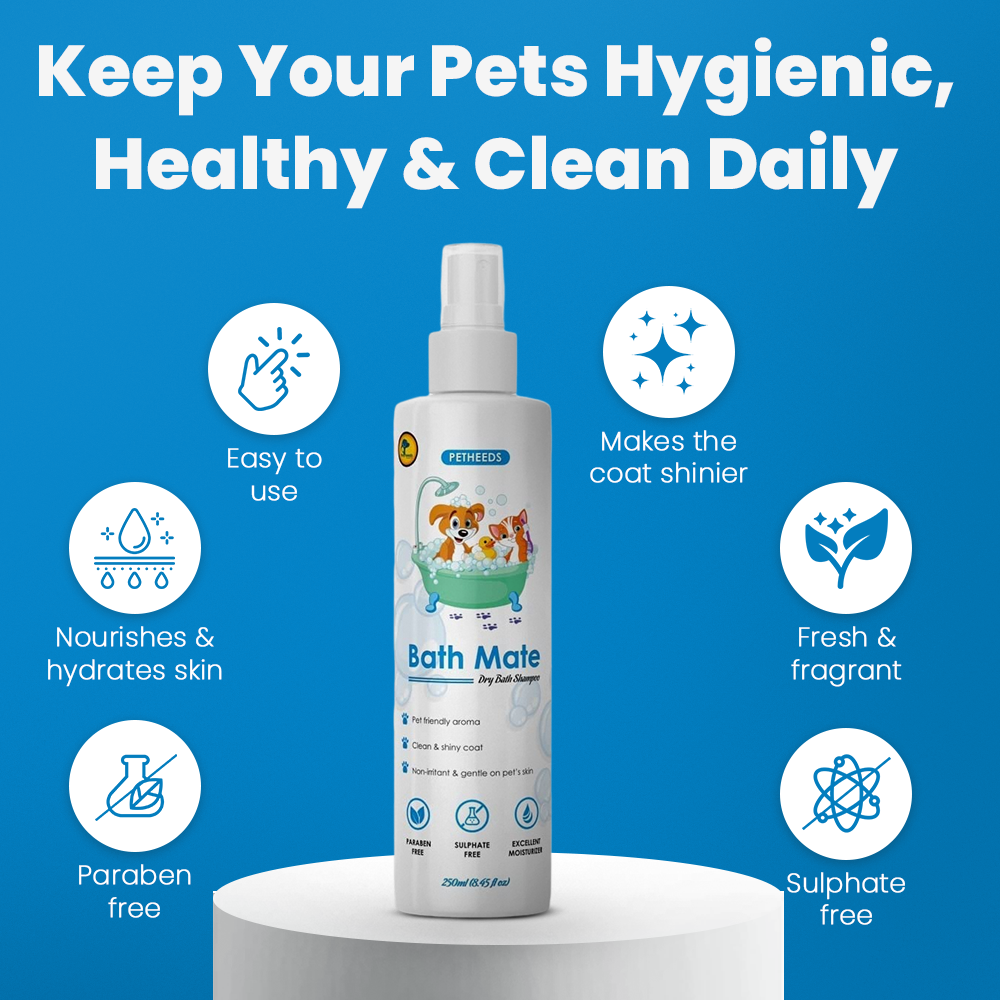 Keep Your Pets Hygienic,
Healthy & Clean Daily
Easy to
use
Makes the
coat shinier
Nourishes &
hydrates skin
Fresh &
fragrant
Paraben
free
Sulphate
free
PETHEEDS
Bath Mate
Dry Bath Shampoo
Pet friendly aroma
Clean & shiny coat
Non-irritant & gentle on pet's skin
PARABEN
FREE
SULPHATE
FREE
EXCELLENT
MOISTURIZER
250ml (8.45 fl oz)